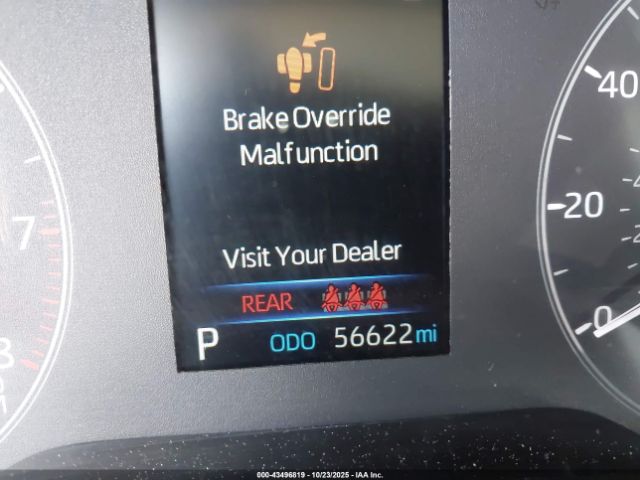 Brake Override
Malfunction
Visit Your Dealer
REAR
P ODO 56622 mi
7
8
40
20
0
000-43496819 - 10/23/2025 - IAA Inc.